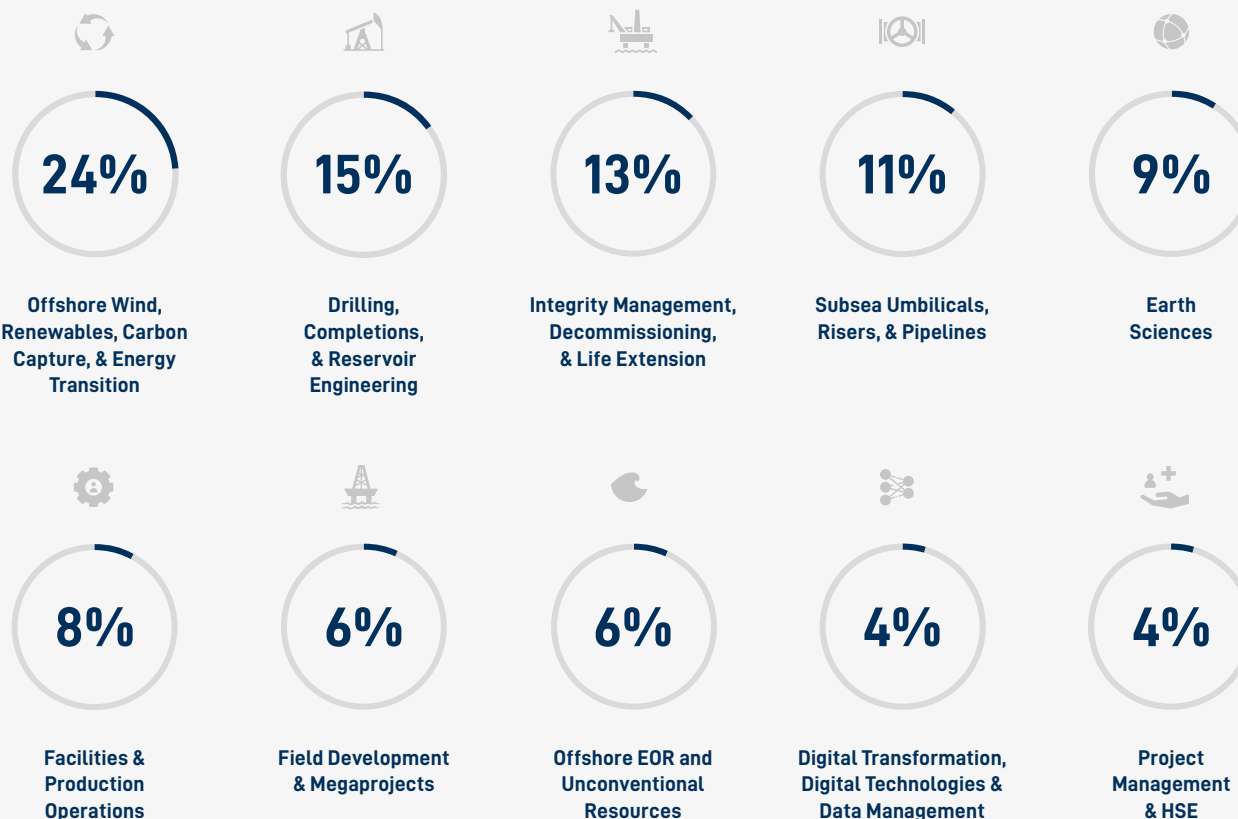 24%
15%
13%
11%
9%
Offshore Wind,
Renewables, Carbon
Capture, & Energy
Transition
Drilling,
Completions,
& Reservoir
Engineering
Integrity Management,
Decommissioning,
& Life Extension
Subsea Umbilicals,
Risers, & Pipelines
Earth
Sciences
8%
6%
6%
4%
4%
Facilities &
Production
Operations
Field Development
& Megaprojects
Offshore EOR and
Unconventional
Resources
Digital Transformation,
Digital Technologies &
Data Management
Project
Management
& HSE